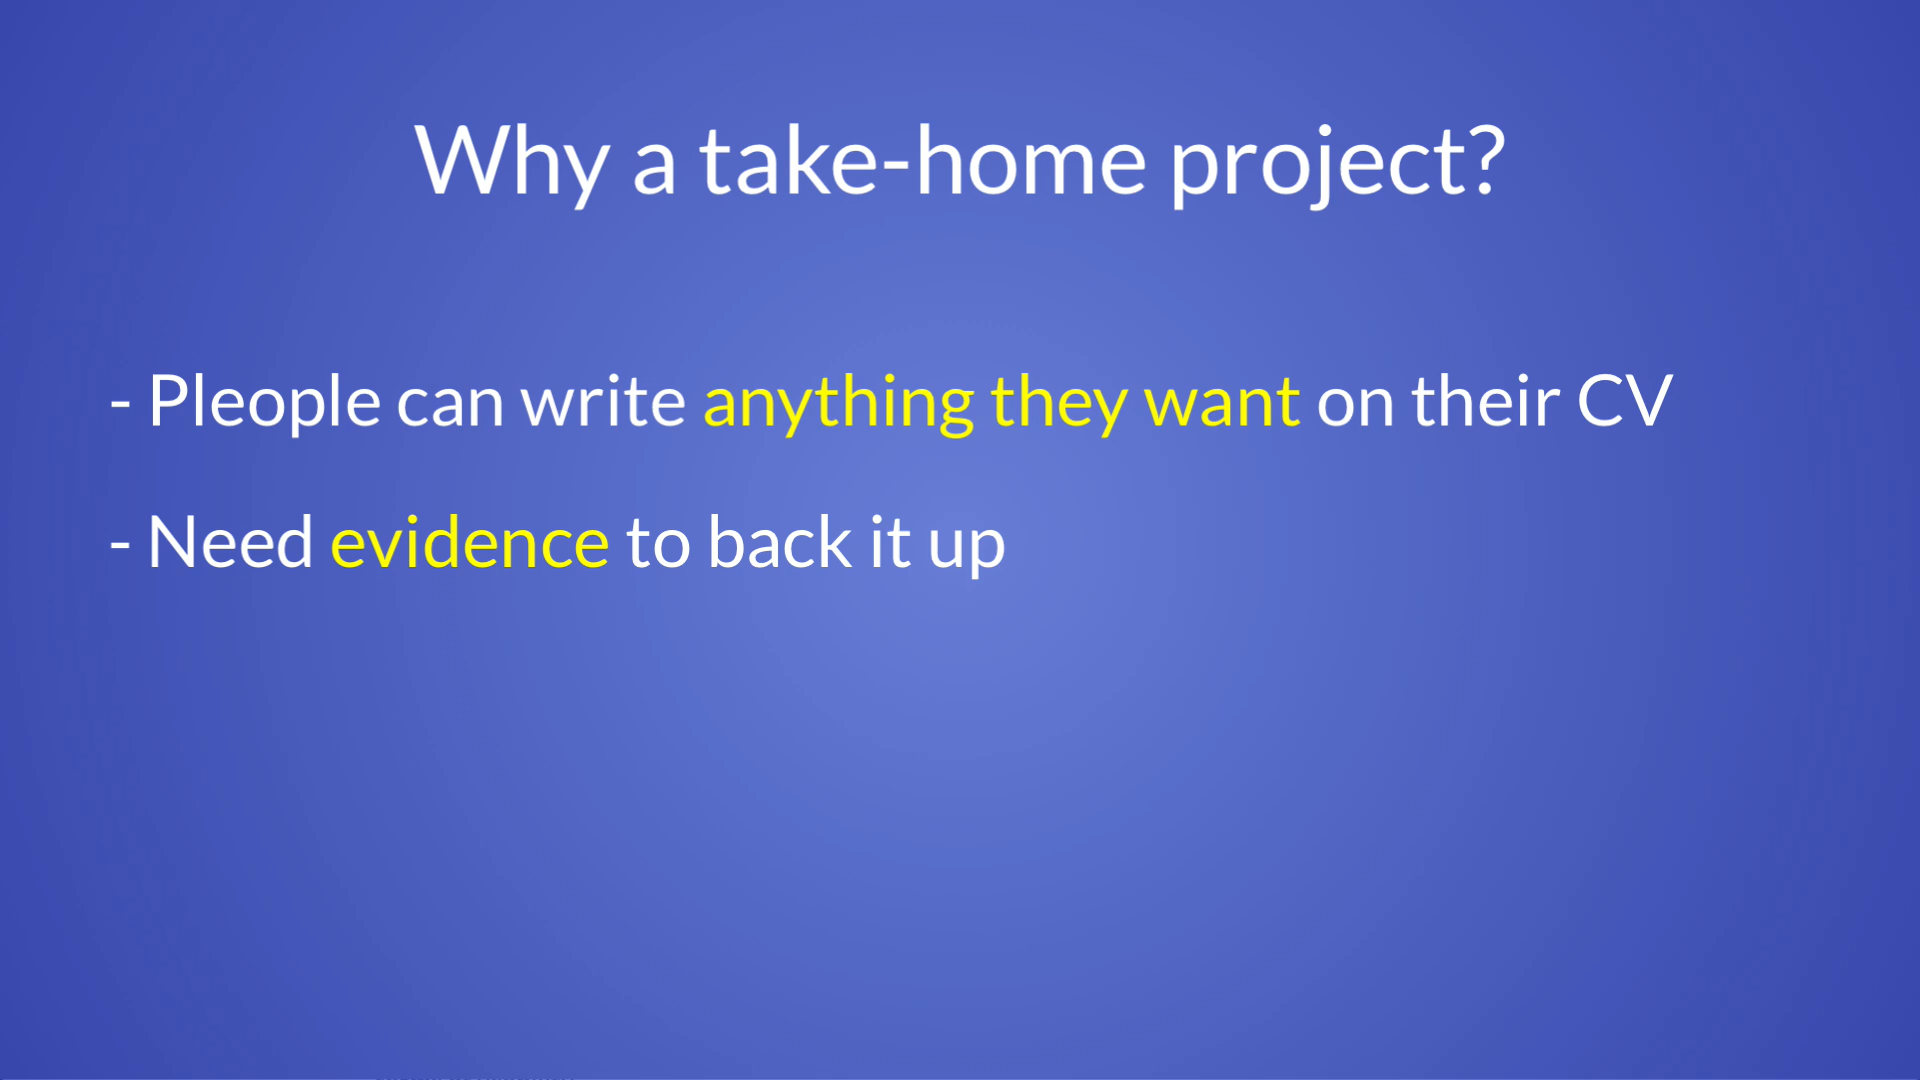 Why a take-home project?
- Pleople can write anything they want on their CV
- Need evidence to back it up